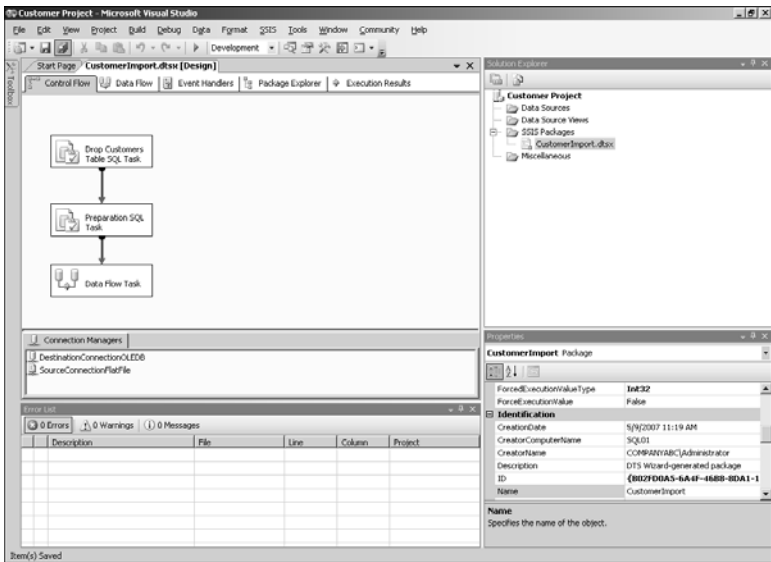 Customer Project - Microsoft Visual Studio
File Edit View Project Build Debug Data Format SSIS Tools Window Community Help
Development
Toolbox
Start Page CustomerImport.dtsx [Design]
Control Flow Data Flow Event Handlers Package Explorer Execution Results
Drop Customers
Table SQL Task
Preparation SQL
Task
Data Flow Task
Connection Managers
DestinationConnectionOLEDB
SourceConnectionFlatFile
Error List
0 Errors 0 Warnings 0 Messages
Description File Line Column Project
Solution Explorer
Customer Project
Data Sources
Data Source Views
SSIS Packages
CustomerImport.dtsx
Miscellaneous
Properties
CustomerImport Package
ForcedExecutionValueType Int32
ForceExecutionValue False
Identification
CreationDate 5/9/2007 11:19 AM
CreatorComputerName SQL01
CreatorName COMPANYABC\Administrator
Description DTS Wizard-generated package
ID {B02FD0A5-6A4F-46B8-8DA1-1
Name CustomerImport
Name
Specifies the name of the object.
Item(s) Saved